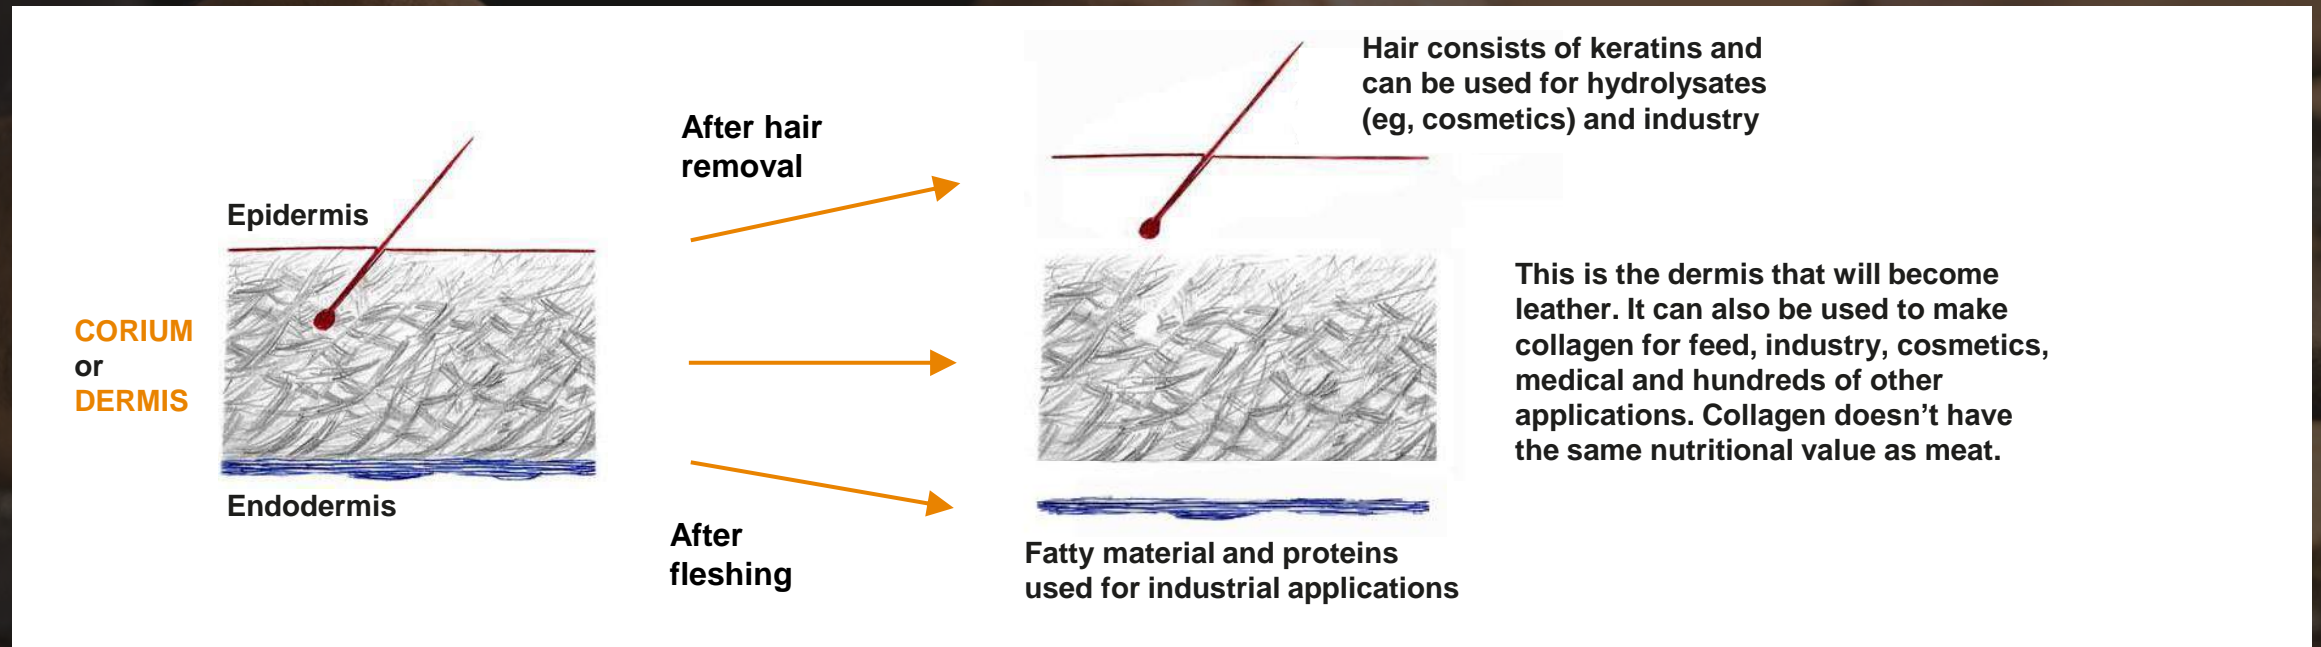 Epidermis
CORIUM
or
DERMIS
Endodermis
After hair
removal
After
fleshing
Hair consists of keratins and
can be used for hydrolysates
(eg, cosmetics) and industry
This is the dermis that will become
leather. It can also be used to make
collagen for feed, industry, cosmetics,
medical and hundreds of other
applications. Collagen doesn’t have
the same nutritional value as meat.
Fatty material and proteins
used for industrial applications